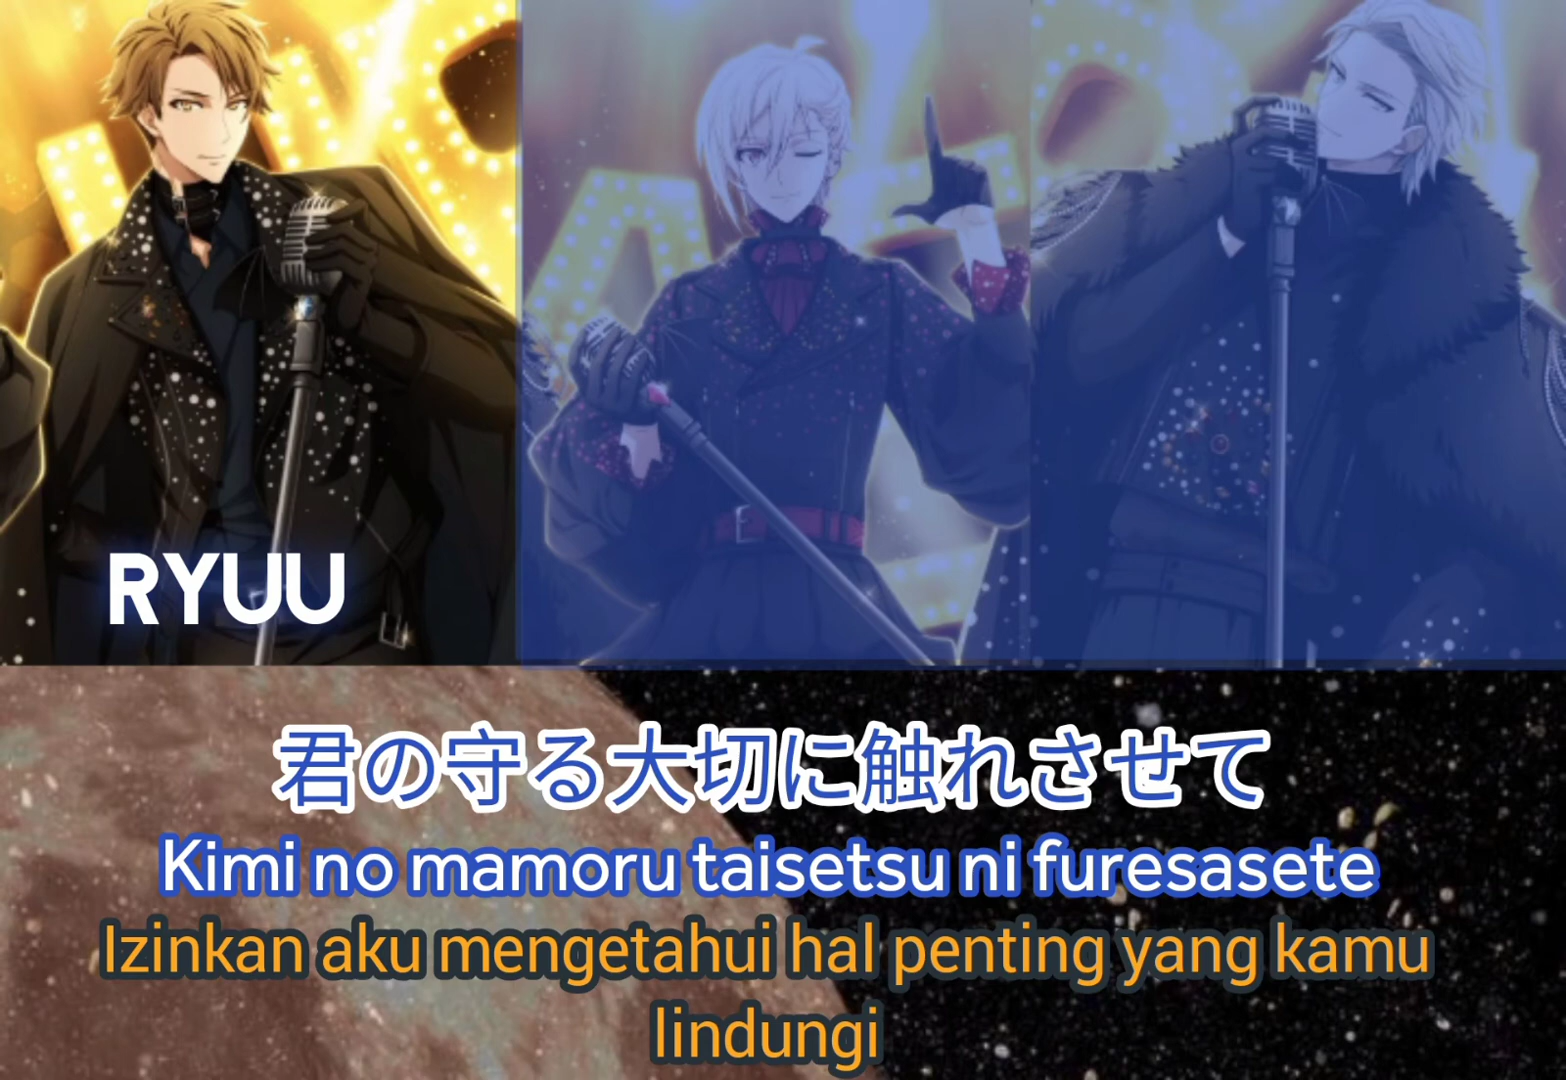 RYUU
君の守る大切に触れさせて
Kimi no mamoru taisetsu ni furesasete
Izinkan aku mengetahui hal penting yang kamu
lindungi